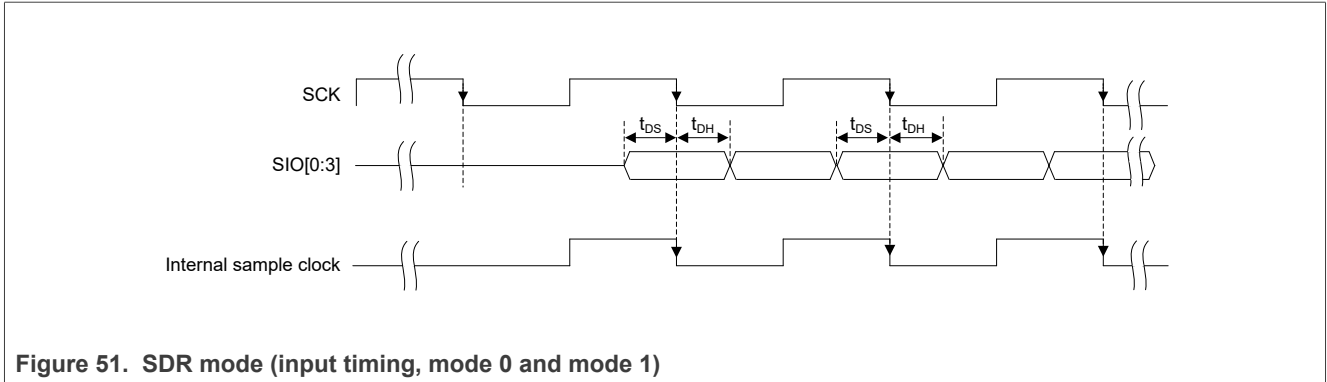 SCK
tDS tDH tDS tDH
SIO[0:3]
Internal sample clock
Figure 51. SDR mode (input timing, mode 0 and mode 1)